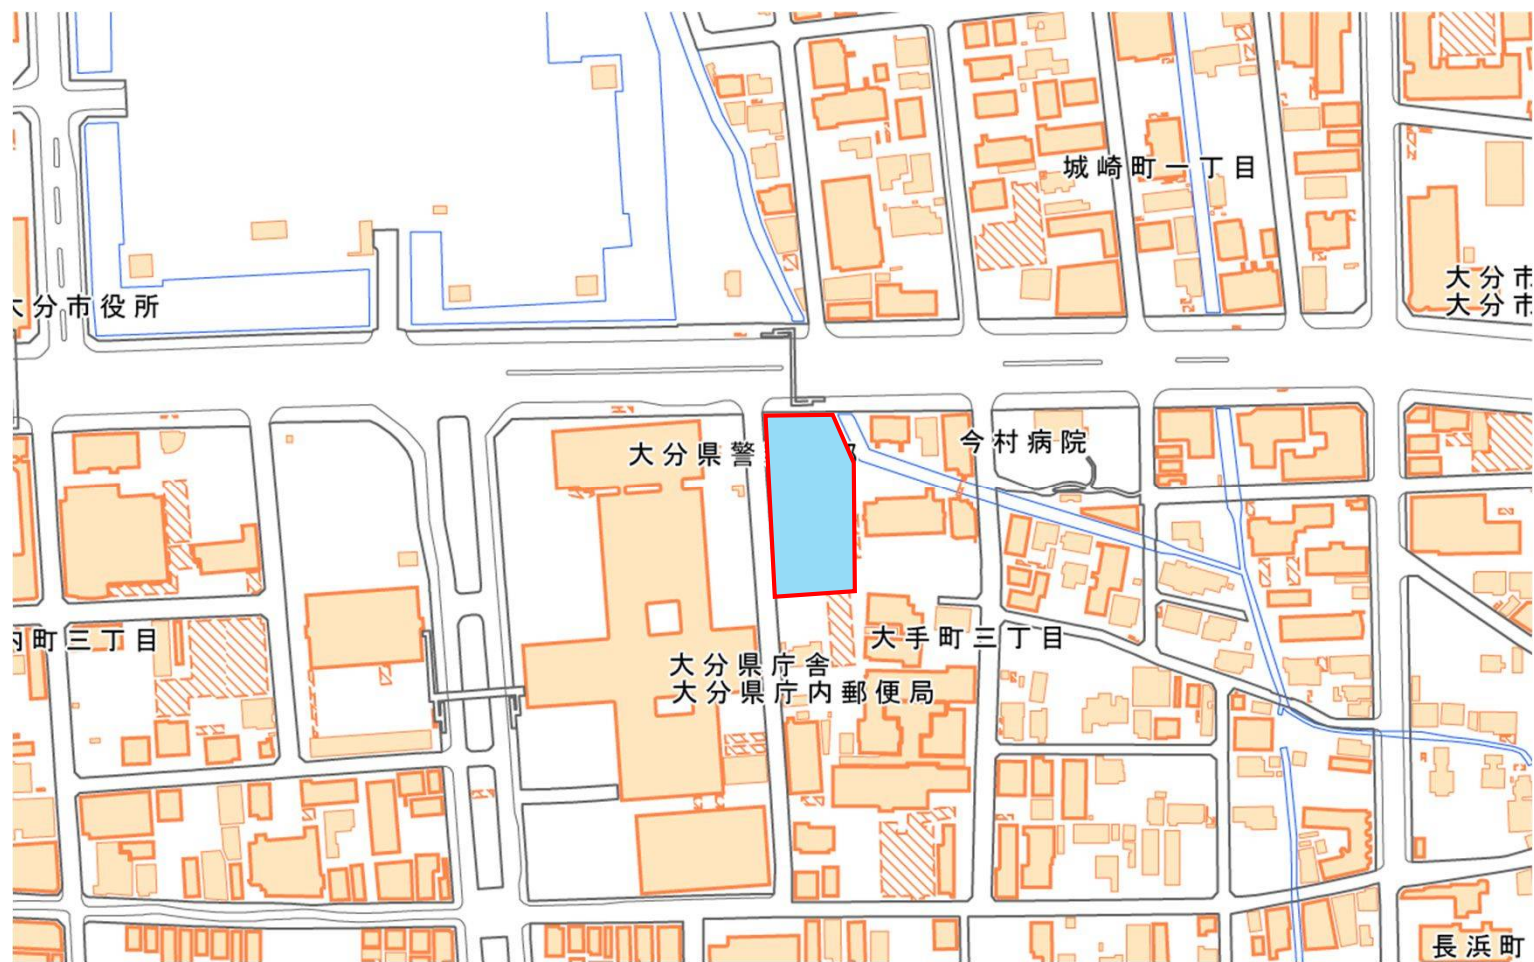 城崎町一丁目
大分市
大分市
大分市役所
大分県警
今村病院
内町三丁目
大手町三丁目
大分県庁舎
大分県庁内郵便局
長浜町